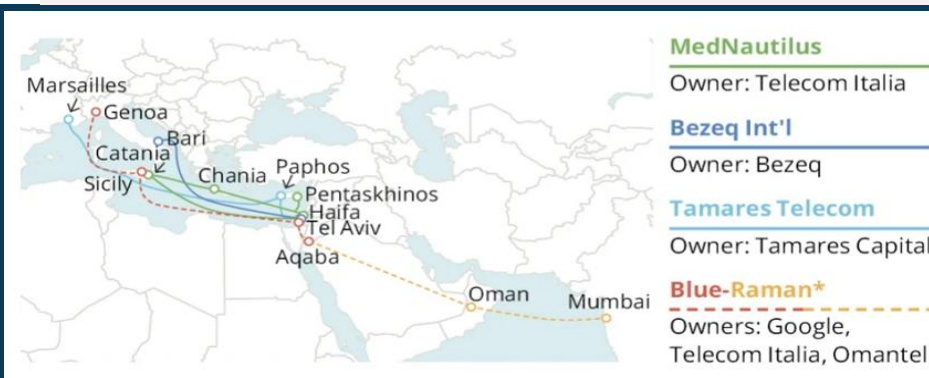 Marsailles
Genoa
Bari
Catania
Sicily
Chania
Paphos
Pentaskhinos
Haifa
Tel Aviv
Aqaba
Oman
Mumbai
MedNautilus
Owner: Telecom Italia
Bezeq Int'l
Owner: Bezeq
Tamares Telecom
Owner: Tamares Capital
Blue-Raman*
Owners: Google,
Telecom Italia, Omantel